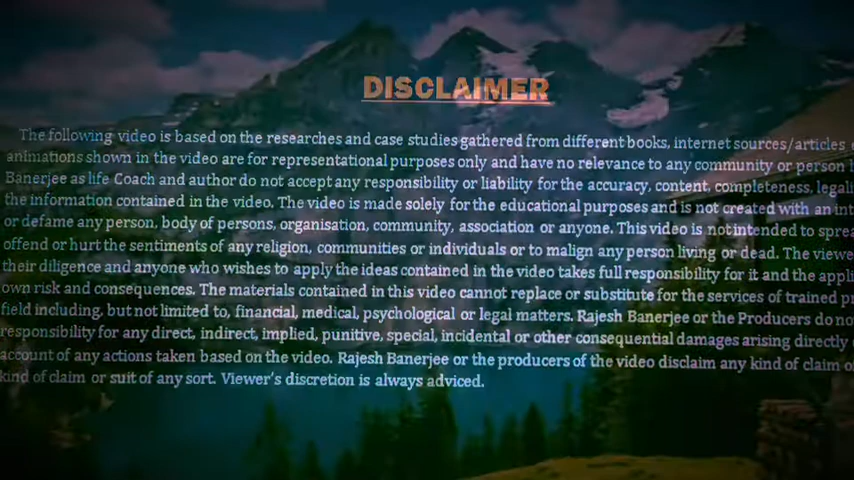 DISCLAIMER
The following video is based on the researches and case studies gathered from different books, internet sources/articles
animations shown in the video are for representational purposes only and have no relevance to any community or person
Banerjee as life Coach and author do not accept any responsibility or liability for the accuracy, content, completeness,
the information contained in the video. The video is made solely for the educational purposes and is not created with an
or defame any person, body of persons, organisation, community, association or anyone. This video is not intended to
offend or hurt the sentiments of any religion, communities or individuals or to malign any person living or dead. The
their diligence and anyone who wishes to apply the ideas contained in the video takes full responsibility for it and the
own risk and consequences. The materials contained in this video cannot replace or substitute for the services of trained
field including, but not limited to, financial, medical, psychological or legal matters. Rajesh Banerjee or the Producers do
responsibility for any direct, indirect, implied, punitive, special, incidental or other consequential damages arising directly
account of any actions taken based on the video. Rajesh Banerjee or the producers of the video disclaim any kind of claim
kind of claim or suit of any sort. Viewer's discretion is always adviced.